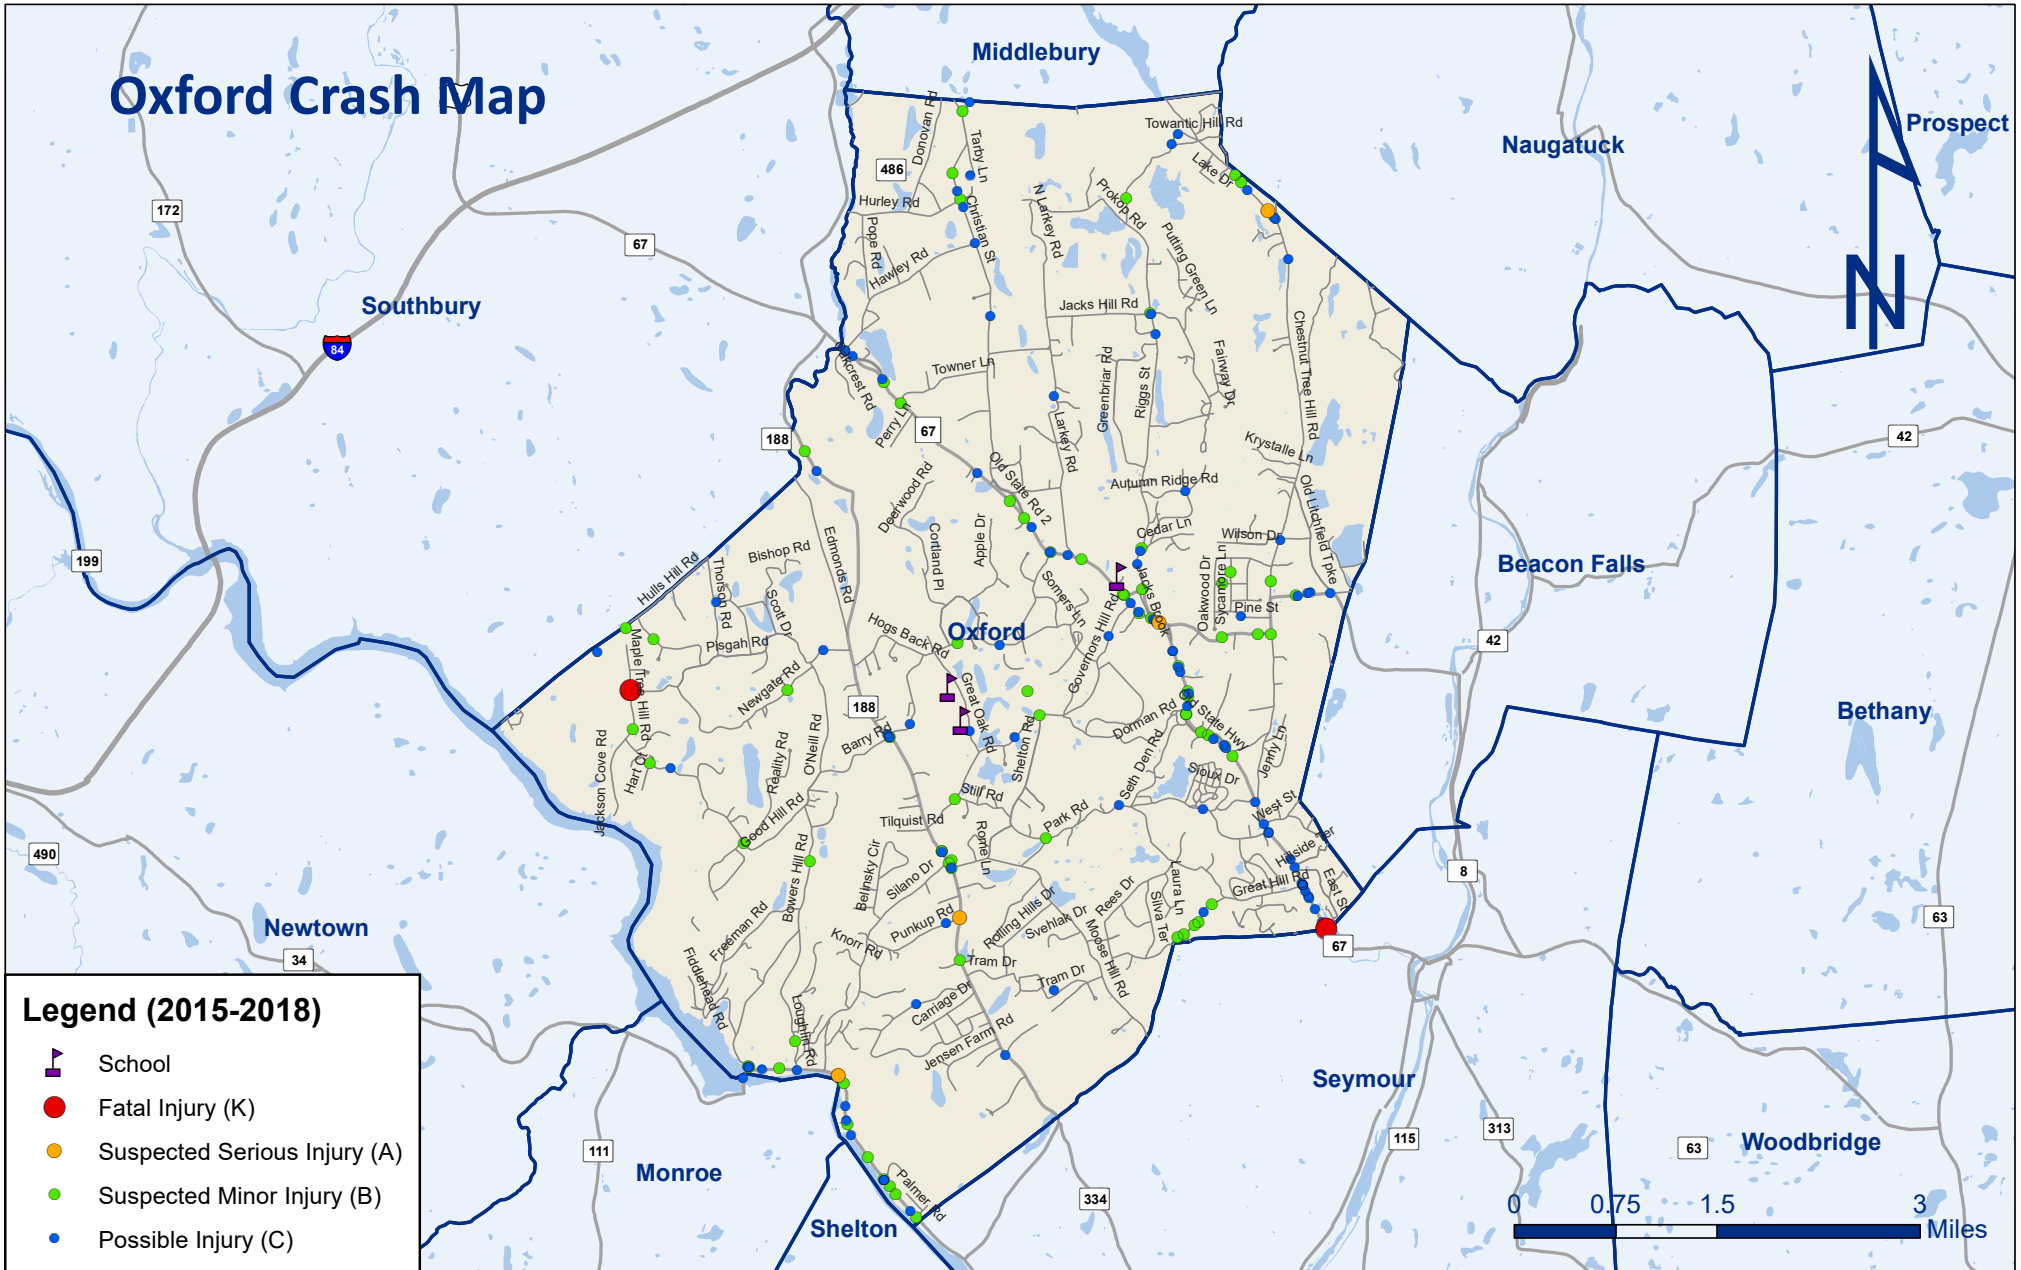 Oxford Crash Map
Middlebury
Naugatuck
Prospect
Southbury
Beacon Falls
Bethany
Oxford
Newtown
Seymour
Woodbridge
Monroe
Shelton
172
67
84
486
188
67
199
490
34
111
188
334
67
8
42
42
63
63
115
313
Towantic Hill Rd
Donovan Rd
Tarby Ln
Lake Dr
Hurley Rd
Pope Rd
Christian St
Hawley Rd
N Larkey Rd
Prokop Rd
Putting Green Ln
Jacks Hill Rd
Chestnut Tree Hill Rd
Towner Ln
Perry Ln
Greenbriar Rd
Riggs St
Fairway Dr
Larkey Rd
Krystalle Ln
Old State Rd 2
Autumn Ridge Rd
Old Litchfield Tpke
Deerwood Rd
Cortland Pl
Apple Dr
Cedar Ln
Wilson Dr
Edmonds Rd
Bishop Rd
Hulls Hill Rd
Thorson Rd
Scott Dr
Pisgah Rd
Maple Tree Hill Rd
Newgate Rd
Hogs Back Rd
Somers Ln
Governors Hill Rd
Jacks Brook
Oakwood Dr
Sycamore Ln
Pine St
Great Oak Rd
Shelton Rd
Dorman Rd
Old State Hwy
Jenny Ln
Seth Den Rd
Sioux Dr
West St
Hillside Ter
Barry Rd
O'Neill Rd
Reality Rd
Hart Ct
Jackson Cove Rd
Good Hill Rd
Still Rd
Tilquist Rd
Rome Ln
Park Rd
Bowers Hill Rd
Belinsky Cir
Silano Dr
Laura Ln
Silva Ter
Great Hill Rd
East St
Rees Dr
Svehlak Dr
Rolling Hills Dr
Moose Hill Rd
Punkup Rd
Knorr Rd
Freeman Rd
Fiddlehead Rd
Tram Dr
Tram Dr
Carriage Dr
Loughlin Rd
Jensen Farm Rd
Palmer Rd
N
Legend (2015-2018)
School
Fatal Injury (K)
Suspected Serious Injury (A)
Suspected Minor Injury (B)
Possible Injury (C)
0 0.75 1.5 3
Miles